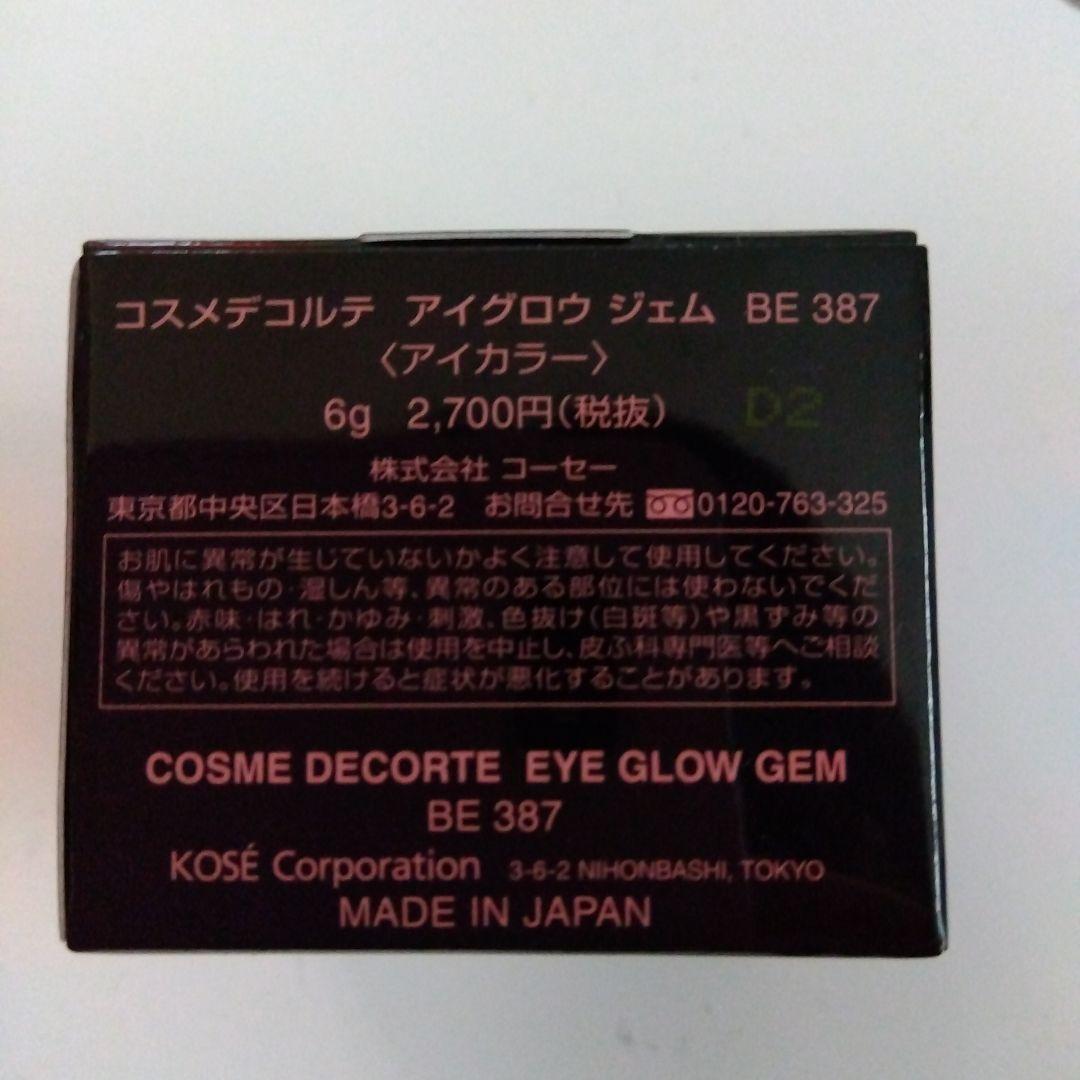 コスメデコルテ アイグロウ ジェム BE 387
〈アイカラー〉
6g 2,700円(税抜)
D2
株式会社 コーセー
東京都中央区日本橋3-6-2 お問合せ先 0120-763-325
お肌に異常が生じていないかよく注意して使用してください。
傷やはれもの・湿しん等、異常のある部位には使わないでくだ
さい。赤味・はれ・かゆみ・刺激、色抜け(白斑等)や黒ずみ等の
異常があらわれた場合は使用を中止し、皮ふ科専門医等へご相談
ください。使用を続けると症状が悪化することがあります。
COSME DECORTE EYE GLOW GEM
BE 387
KOSÉ Corporation 3-6-2 NIHONBASHI, TOKYO
MADE IN JAPAN